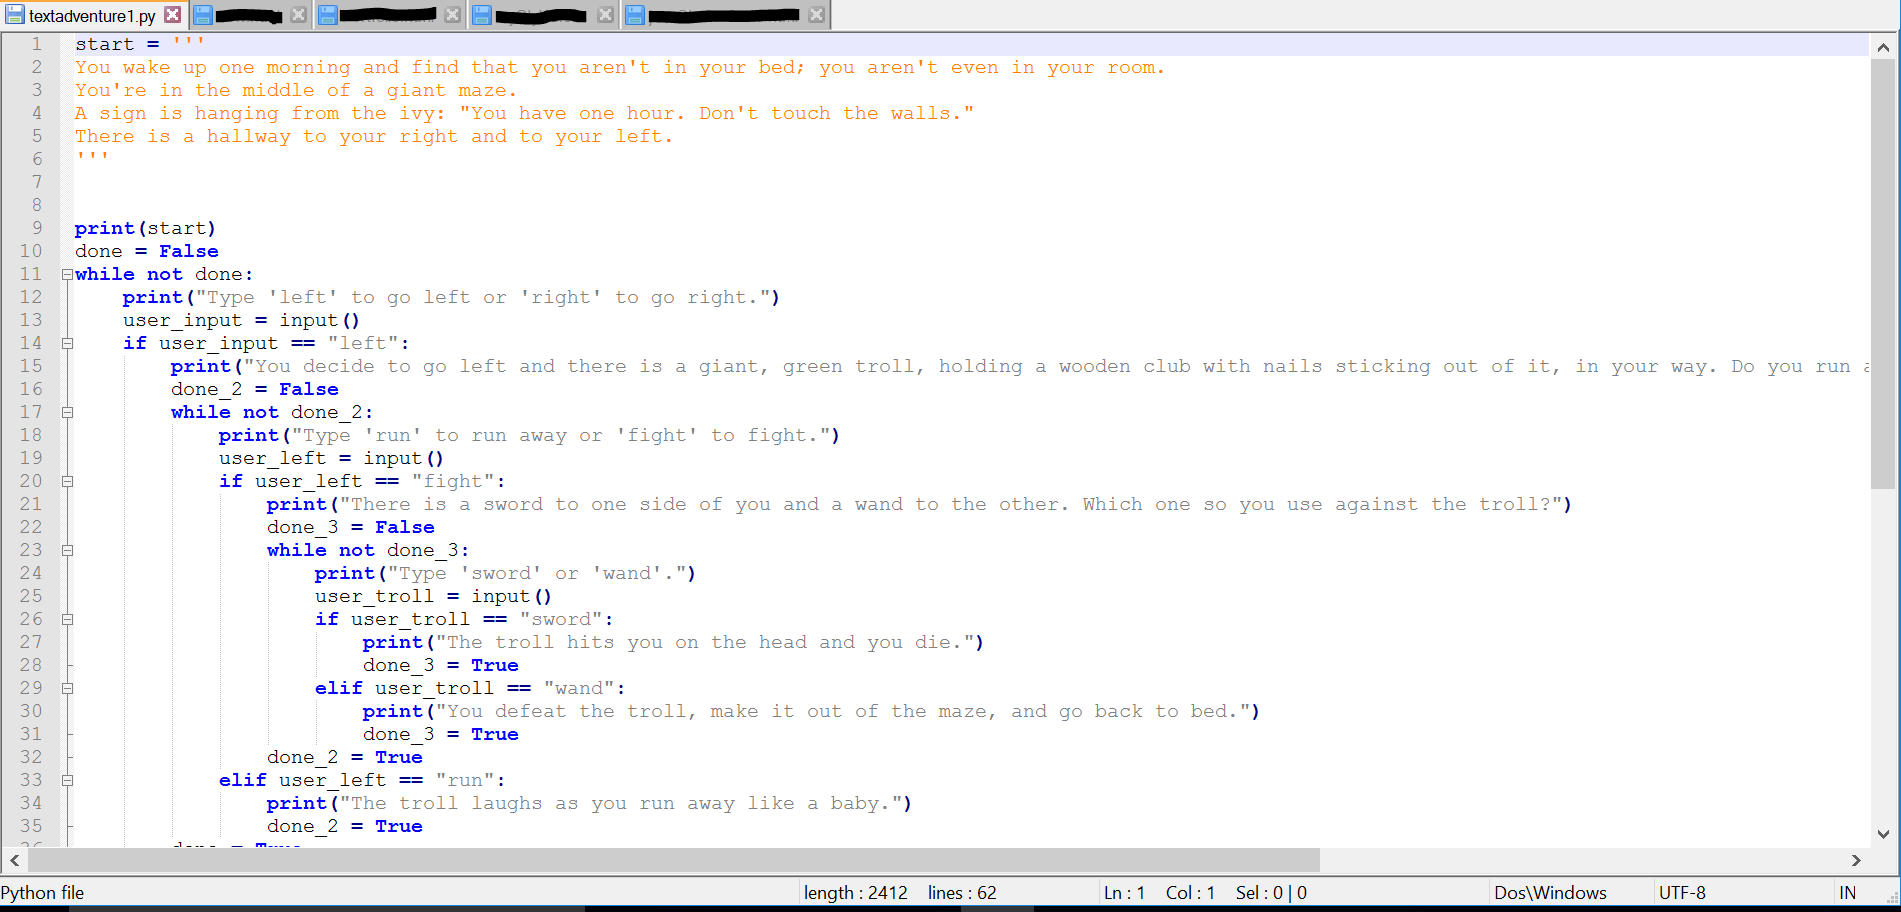 textadventure1.py
1 start = '''
2 You wake up one morning and find that you aren't in your bed; you aren't even in your room.
3 You're in the middle of a giant maze.
4 A sign is hanging from the ivy: "You have one hour. Don't touch the walls."
5 There is a hallway to your right and to your left.
6 '''
7
8
9 print(start)
10 done = False
11 while not done:
12     print("Type 'left' to go left or 'right' to go right.")
13     user_input = input()
14     if user_input == "left":
15         print("You decide to go left and there is a giant, green troll, holding a wooden club with nails sticking out of it, in your way. Do you run
16         done_2 = False
17         while not done_2:
18             print("Type 'run' to run away or 'fight' to fight.")
19             user_left = input()
20             if user_left == "fight":
21                 print("There is a sword to one side of you and a wand to the other. Which one so you use against the troll?")
22                 done_3 = False
23                 while not done_3:
24                     print("Type 'sword' or 'wand'.")
25                     user_troll = input()
26                     if user_troll == "sword":
27                         print("The troll hits you on the head and you die.")
28                         done_3 = True
29                     elif user_troll == "wand":
30                         print("You defeat the troll, make it out of the maze, and go back to bed.")
31                         done_3 = True
32                 done_2 = True
33             elif user_left == "run":
34                 print("The troll laughs as you run away like a baby.")
35                 done_2 = True
Python file length : 2412 lines : 62 Ln : 1 Col : 1 Sel : 0 | 0 Dos\Windows UTF-8 IN